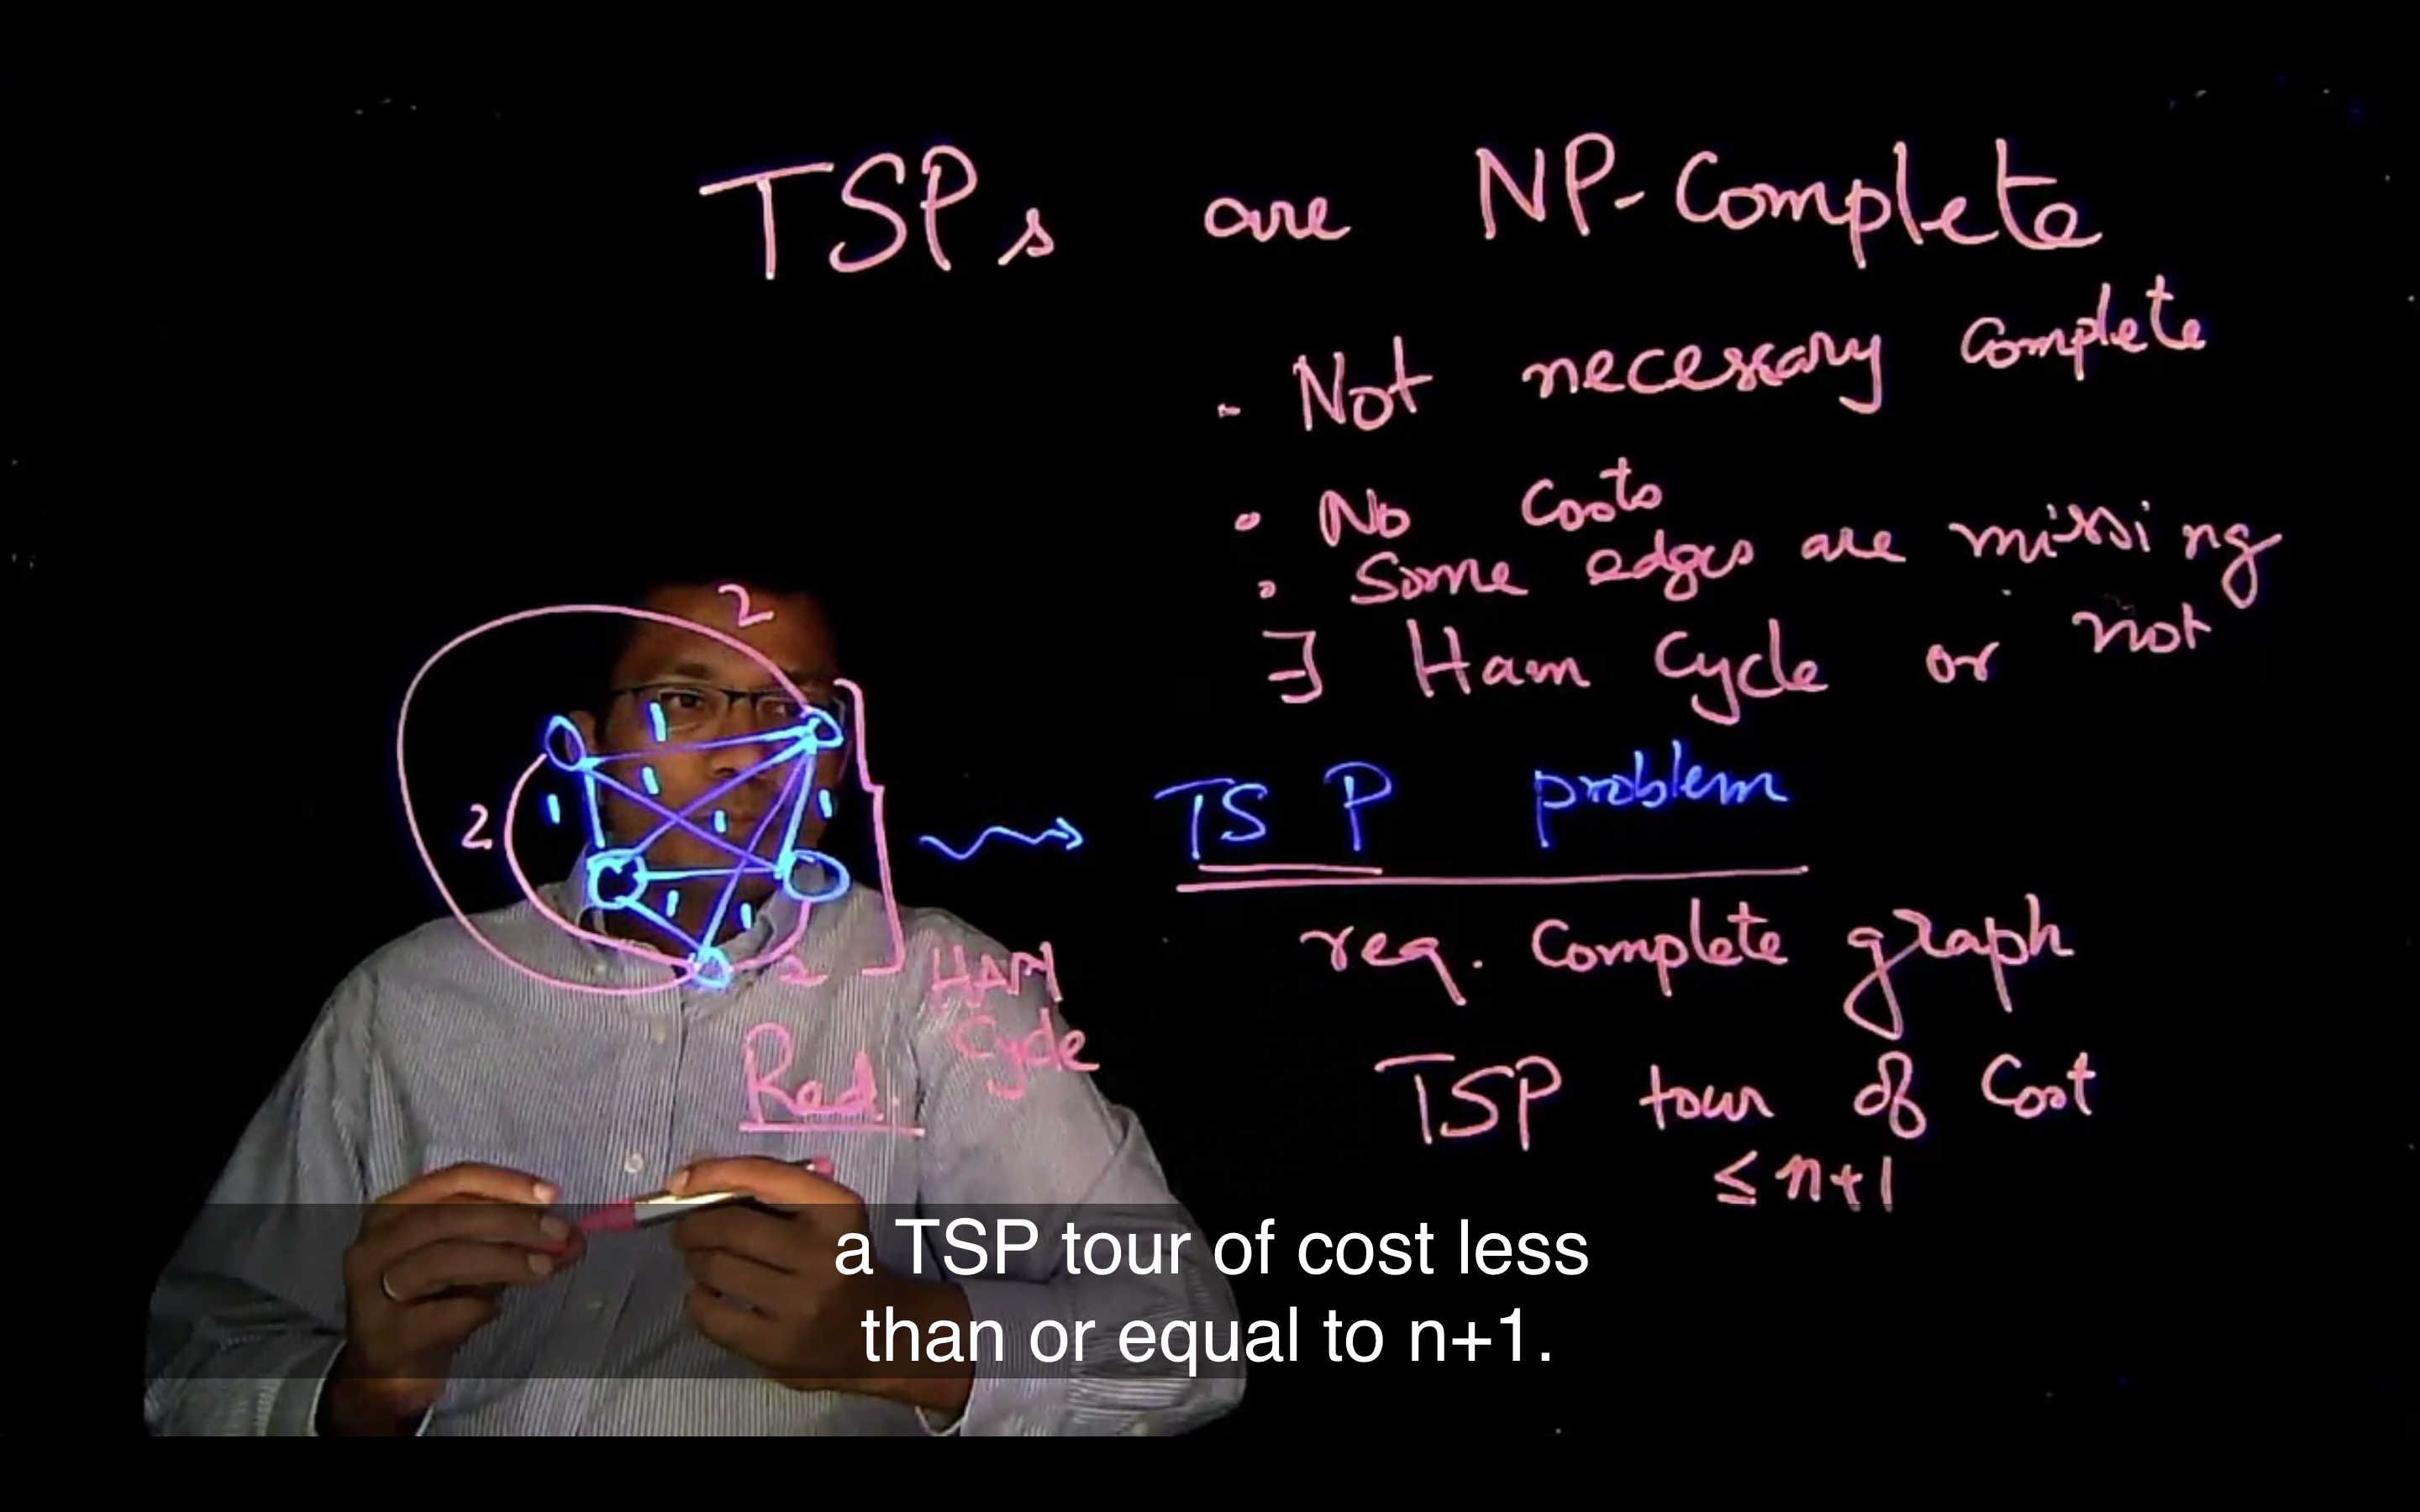 TSPs are NP-Complete
- Not necessary complete
• No Costs
• Some edges are missing
∃ Ham Cycle or not
2
1
1
1
1
1
2
TSP problem
1
1
2
HAM
Cycle
req. Complete graph
Red.
TSP tour of Cost
≤ n+1
a TSP tour of cost less
than or equal to n+1.